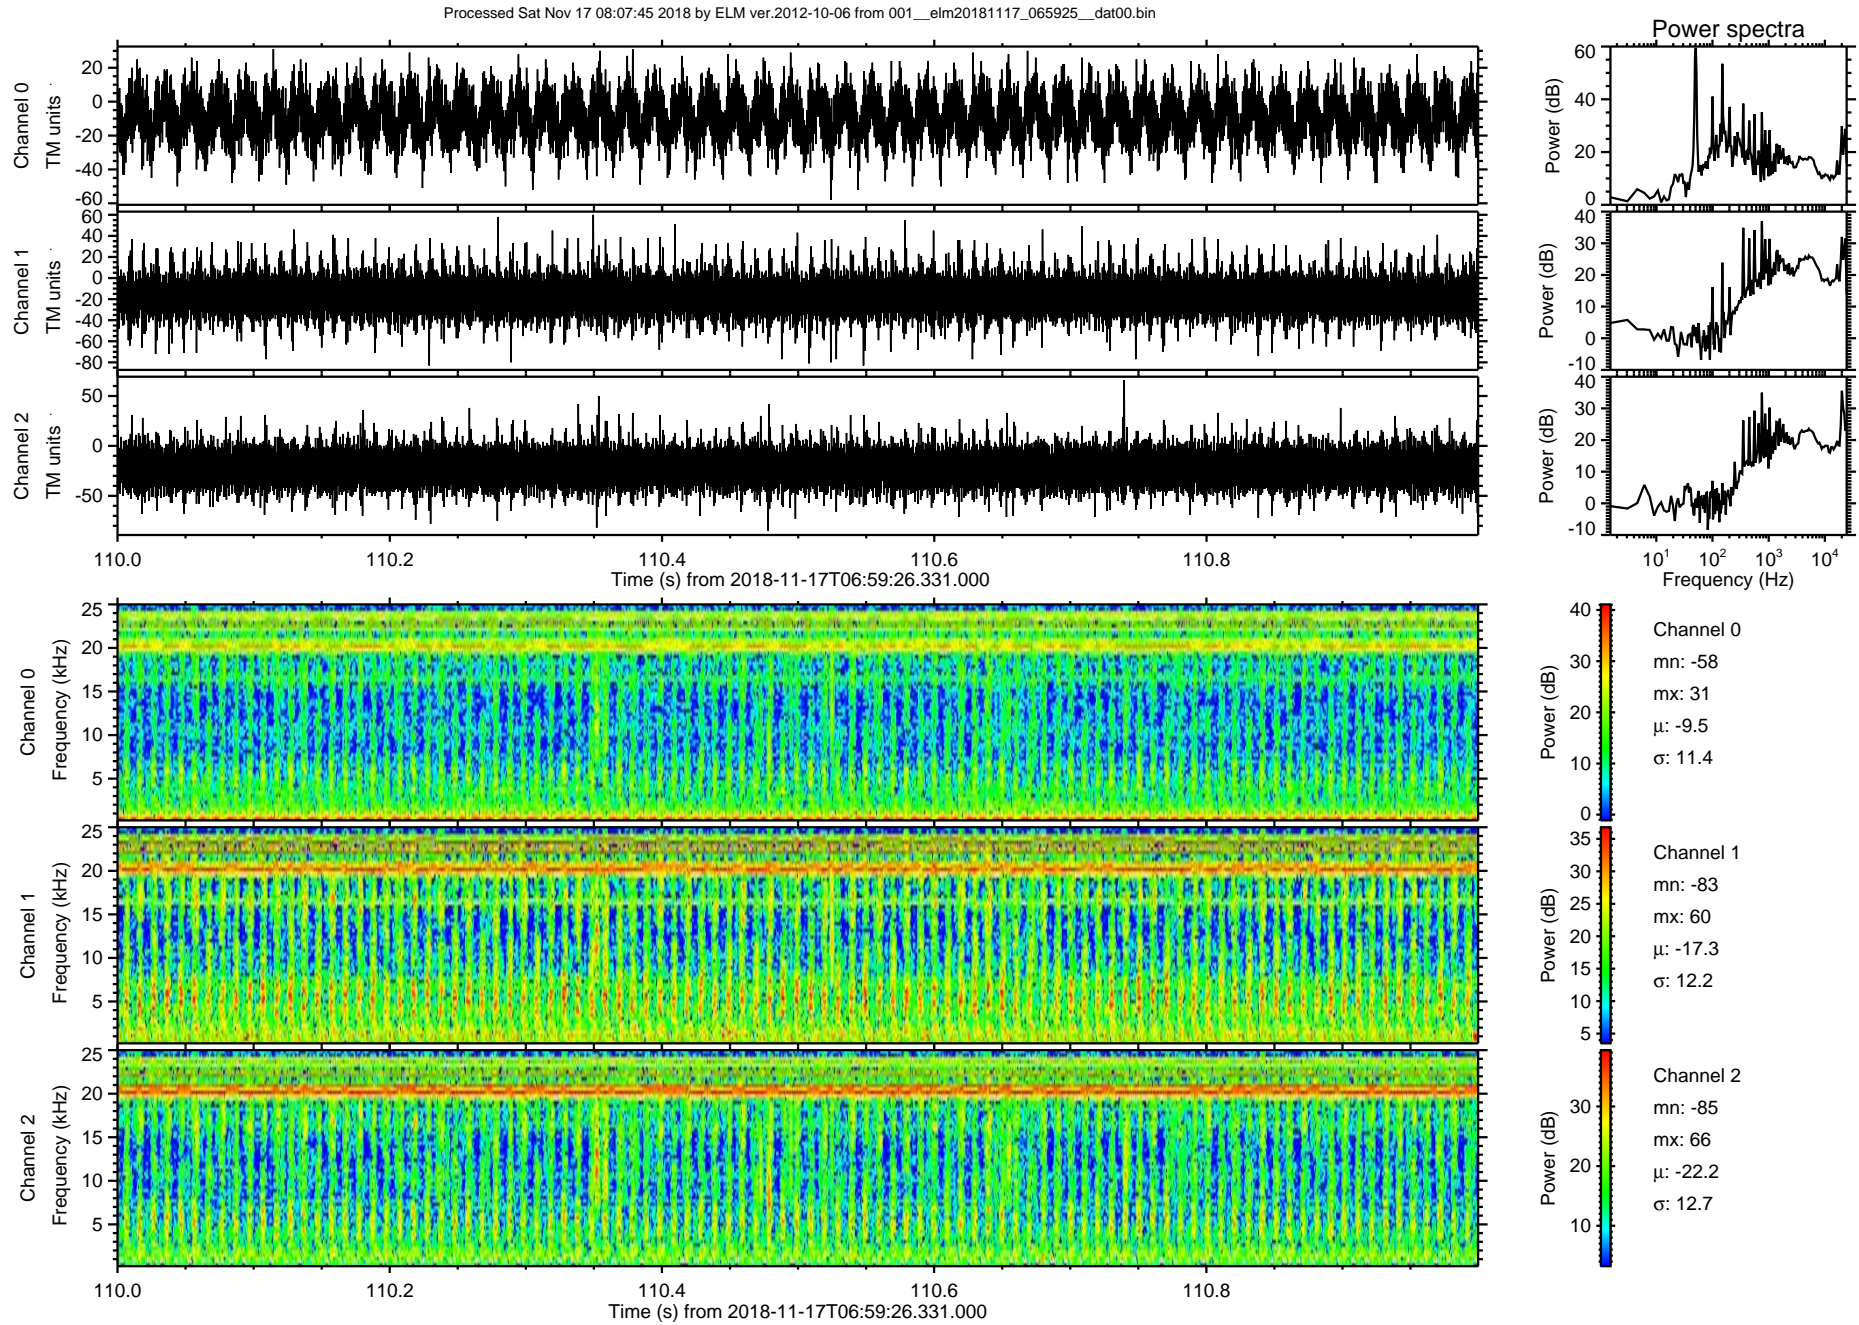 Processed Sat Nov 17 08:07:45 2018 by ELM ver.2012-10-06 from 001__elm20181117_065925__dat00.bin
Power spectra
Channel 0
TM units
20
0
-20
-40
-60
Power (dB)
60
40
20
0
Channel 1
TM units
60
40
20
0
-20
-40
-60
-80
Power (dB)
40
30
20
10
0
-10
Channel 2
TM units
50
0
-50
Power (dB)
40
30
20
10
0
-10
110.0 110.2 110.4 110.6 110.8
Time (s) from 2018-11-17T06:59:26.331.000
10¹ 10² 10³ 10⁴
Frequency (Hz)
Channel 0
Frequency (kHz)
25
20
15
10
5
Power (dB)
40
30
20
10
0
Channel 0
mn: -58
mx: 31
μ: -9.5
σ: 11.4
Channel 1
Frequency (kHz)
25
20
15
10
5
Power (dB)
35
30
25
20
15
10
5
Channel 1
mn: -83
mx: 60
μ: -17.3
σ: 12.2
Channel 2
Frequency (kHz)
25
20
15
10
5
Power (dB)
30
20
10
Channel 2
mn: -85
mx: 66
μ: -22.2
σ: 12.7
110.0 110.2 110.4 110.6 110.8
Time (s) from 2018-11-17T06:59:26.331.000